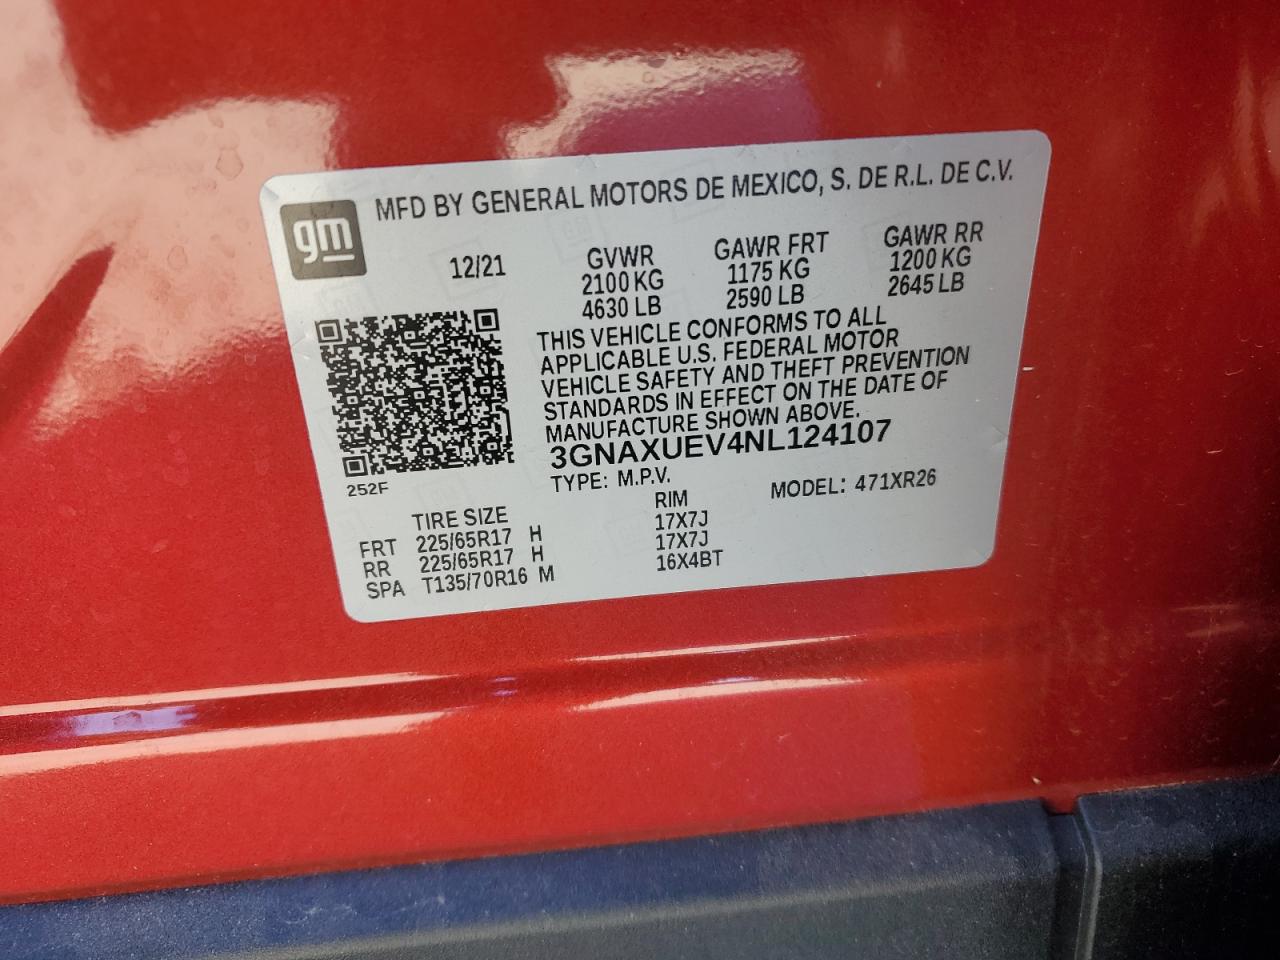 MFD BY GENERAL MOTORS DE MEXICO, S. DE R.L. DE C.V.
gm
12/21
GVWR GAWR FRT GAWR RR
2100 KG 1175 KG 1200 KG
4630 LB 2590 LB 2645 LB
THIS VEHICLE CONFORMS TO ALL
APPLICABLE U.S. FEDERAL MOTOR
VEHICLE SAFETY AND THEFT PREVENTION
STANDARDS IN EFFECT ON THE DATE OF
MANUFACTURE SHOWN ABOVE.
3GNAXUEV4NL124107
252F
TYPE: M.P.V. MODEL: 471XR26
TIRE SIZE RIM
FRT 225/65R17 H 17X7J
RR 225/65R17 H 17X7J
SPA T135/70R16 M 16X4BT